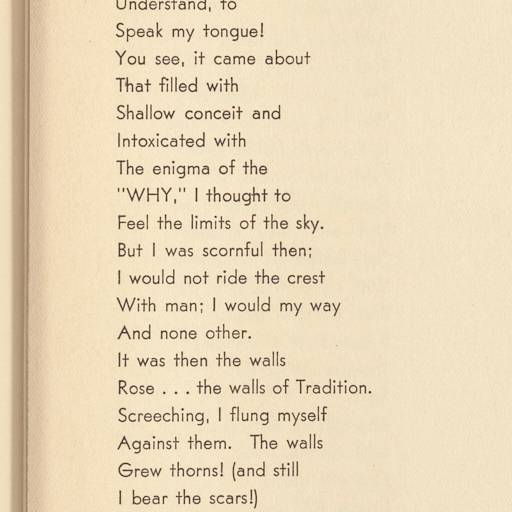 Understand, to
Speak my tongue!
You see, it came about
That filled with
Shallow conceit and
Intoxicated with
The enigma of the
"WHY," I thought to
Feel the limits of the sky.
But I was scornful then;
I would not ride the crest
With man; I would my way
And none other.
It was then the walls
Rose . . . the walls of Tradition.
Screeching, I flung myself
Against them.  The walls
Grew thorns! (and still
I bear the scars!)